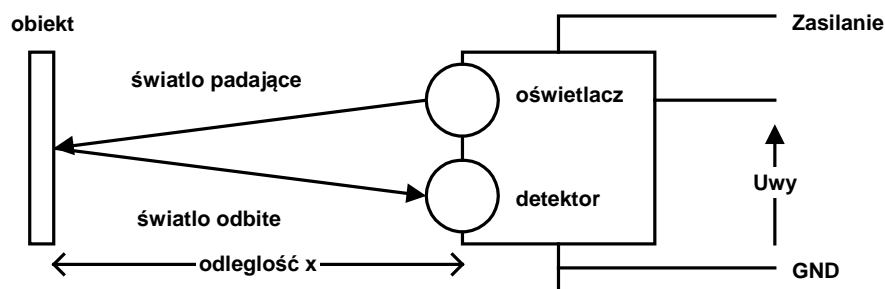 obiekt
Zasilanie
światlo padające
oświetlacz
Uwy
detektor
światlo odbite
odleglość x
GND